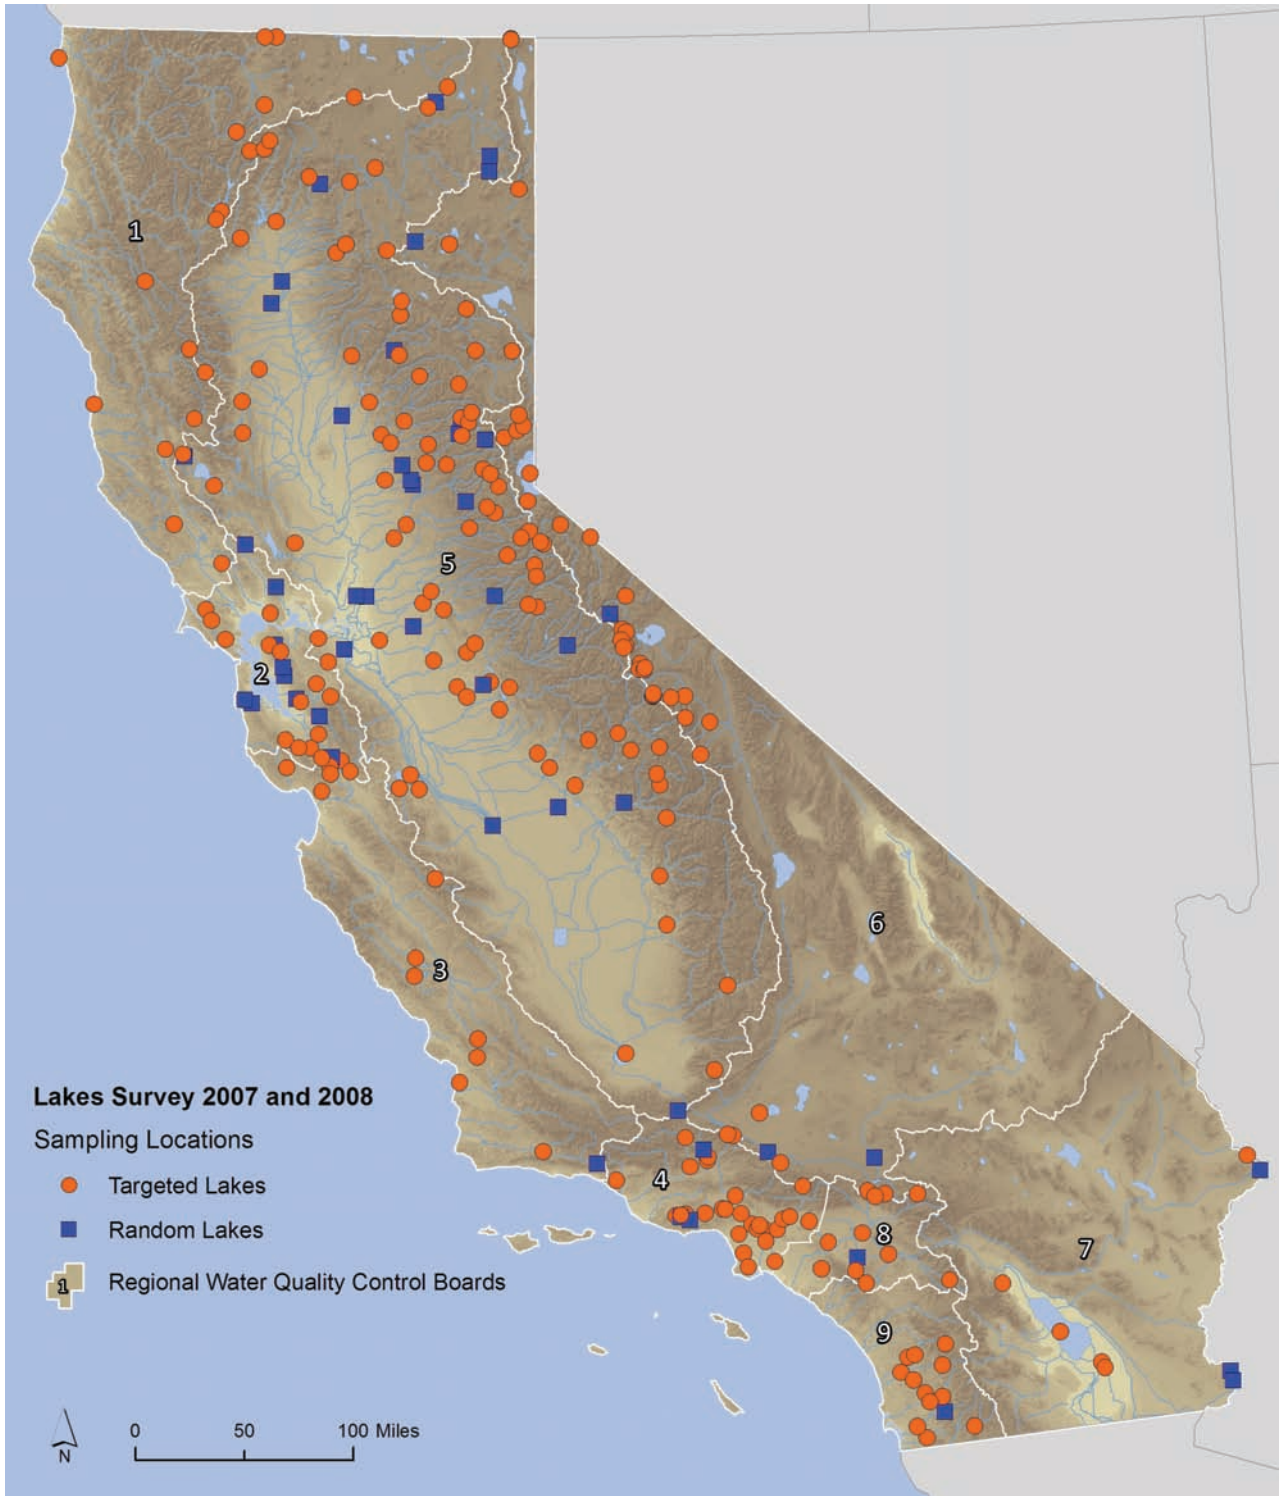 1
5
2
6
3
Lakes Survey 2007 and 2008
Sampling Locations
Targeted Lakes
Random Lakes
1 Regional Water Quality Control Boards
4
8
7
9
0 50 100 Miles
N